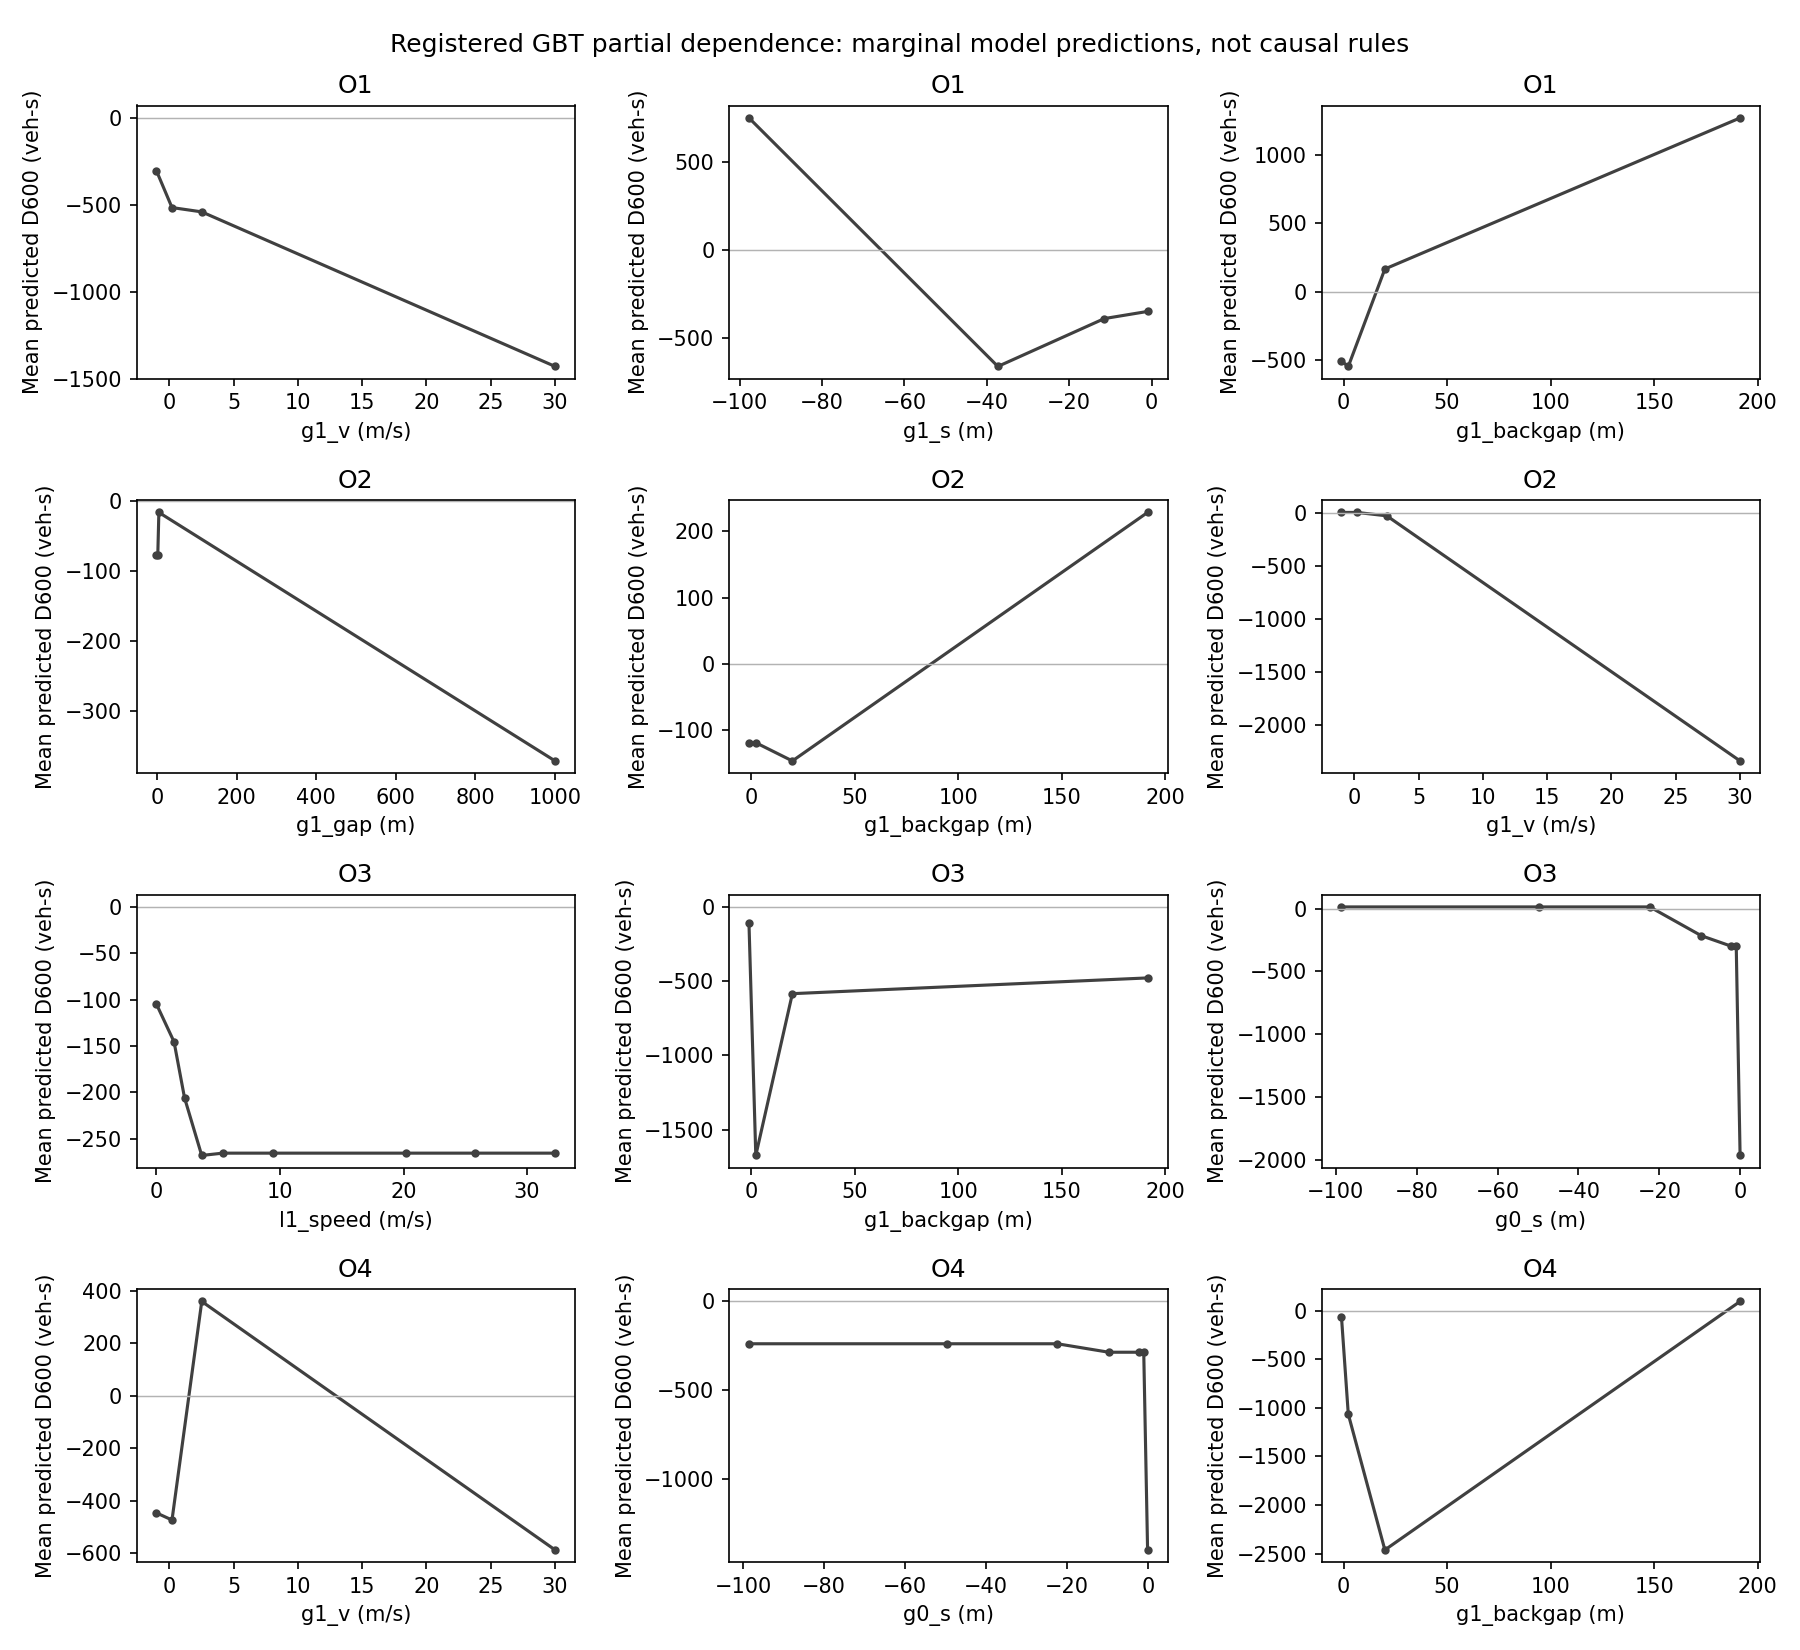 Registered GBT partial dependence: marginal model predictions, not causal rules
O1
O1
O1
Mean predicted D600 (veh-s)
0
−500
−1000
−1500
0 5 10 15 20 25 30
g1_v (m/s)
Mean predicted D600 (veh-s)
500
0
−500
−100 −80 −60 −40 −20 0
g1_s (m)
Mean predicted D600 (veh-s)
1000
500
0
−500
0 50 100 150 200
g1_backgap (m)
O2
O2
O2
Mean predicted D600 (veh-s)
0
−100
−200
−300
0 200 400 600 800 1000
g1_gap (m)
Mean predicted D600 (veh-s)
200
100
0
−100
0 50 100 150 200
g1_backgap (m)
Mean predicted D600 (veh-s)
0
−500
−1000
−1500
−2000
0 5 10 15 20 25 30
g1_v (m/s)
O3
O3
O3
Mean predicted D600 (veh-s)
0
−50
−100
−150
−200
−250
0 10 20 30
l1_speed (m/s)
Mean predicted D600 (veh-s)
0
−500
−1000
−1500
0 50 100 150 200
g1_backgap (m)
Mean predicted D600 (veh-s)
0
−500
−1000
−1500
−2000
−100 −80 −60 −40 −20 0
g0_s (m)
O4
O4
O4
Mean predicted D600 (veh-s)
400
200
0
−200
−400
−600
0 5 10 15 20 25 30
g1_v (m/s)
Mean predicted D600 (veh-s)
0
−500
−1000
−100 −80 −60 −40 −20 0
g0_s (m)
Mean predicted D600 (veh-s)
0
−500
−1000
−1500
−2000
−2500
0 50 100 150 200
g1_backgap (m)